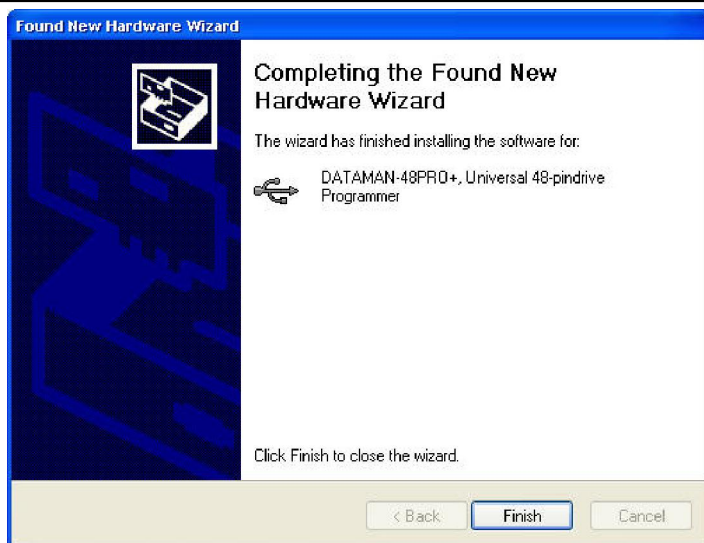 Found New Hardware Wizard
Completing the Found New
Hardware Wizard
The wizard has finished installing the software for:
DATAMAN-48PRO+, Universal 48-pindrive
Programmer
Click Finish to close the wizard.
< Back
Finish
Cancel